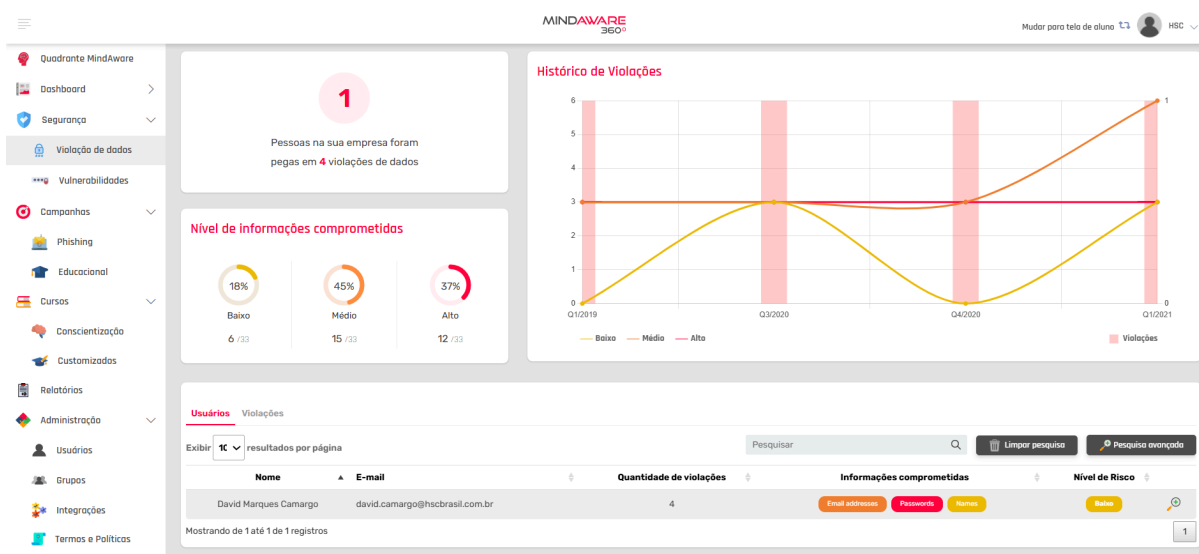 MINDAWARE
360°
Mudar para tela de aluno
HSC
Quadrante MindAware
Dashboard
Segurança
Violação de dados
Vulnerabilidades
Campanhas
Phishing
Educacional
Cursos
Conscientização
Customizados
Relatórios
Administração
Usuários
Grupos
Integrações
Termos e Políticas
1
Pessoas na sua empresa foram
pegas em 4 violações de dados
Nível de informações comprometidas
18% 45% 37%
Baixo Médio Alto
6 /33 15 /33 12 /33
Histórico de Violações
6 1
5
4
3
2
1
0 0
Q1/2019 Q3/2020 Q4/2020 Q1/2021
Baixo Médio Alto Violações
Usuários Violações
Exibir 10 resultados por página Pesquisar Limpar pesquisa Pesquisa avançada
Nome E-mail Quantidade de violações Informações comprometidas Nível de Risco
David Marques Camargo david.camargo@hscbrasil.com.br 4 Email addresses Passwords Names Baixo
Mostrando de 1 até 1 de 1 registros 1